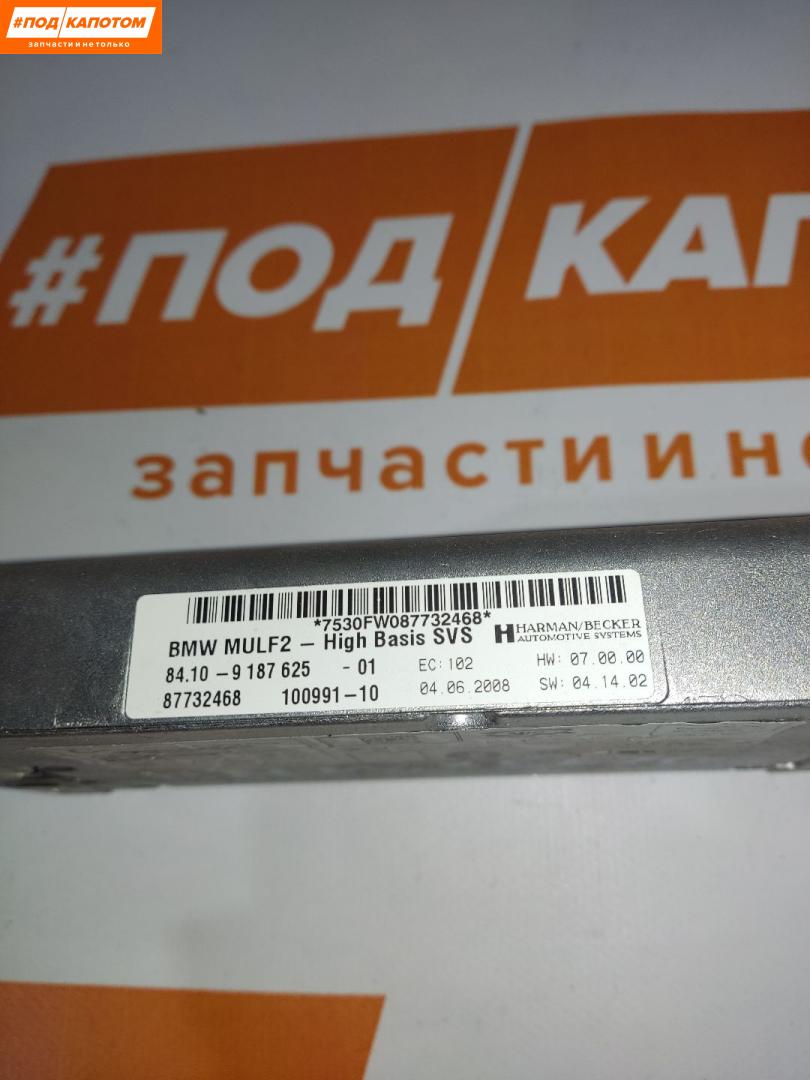 #ПОД КАПОТОМ
запчасти и не только
#ПОД
запчасти и
*7530FW087732468*
BMW MULF2 – High Basis SVS
HARMAN/BECKER
AUTOMOTIVE SYSTEMS
84.10 – 9 187 625 - 01 EC: 102 HW: 07.00.00
87732468 100991–10 04.06.2008 SW: 04.14.02